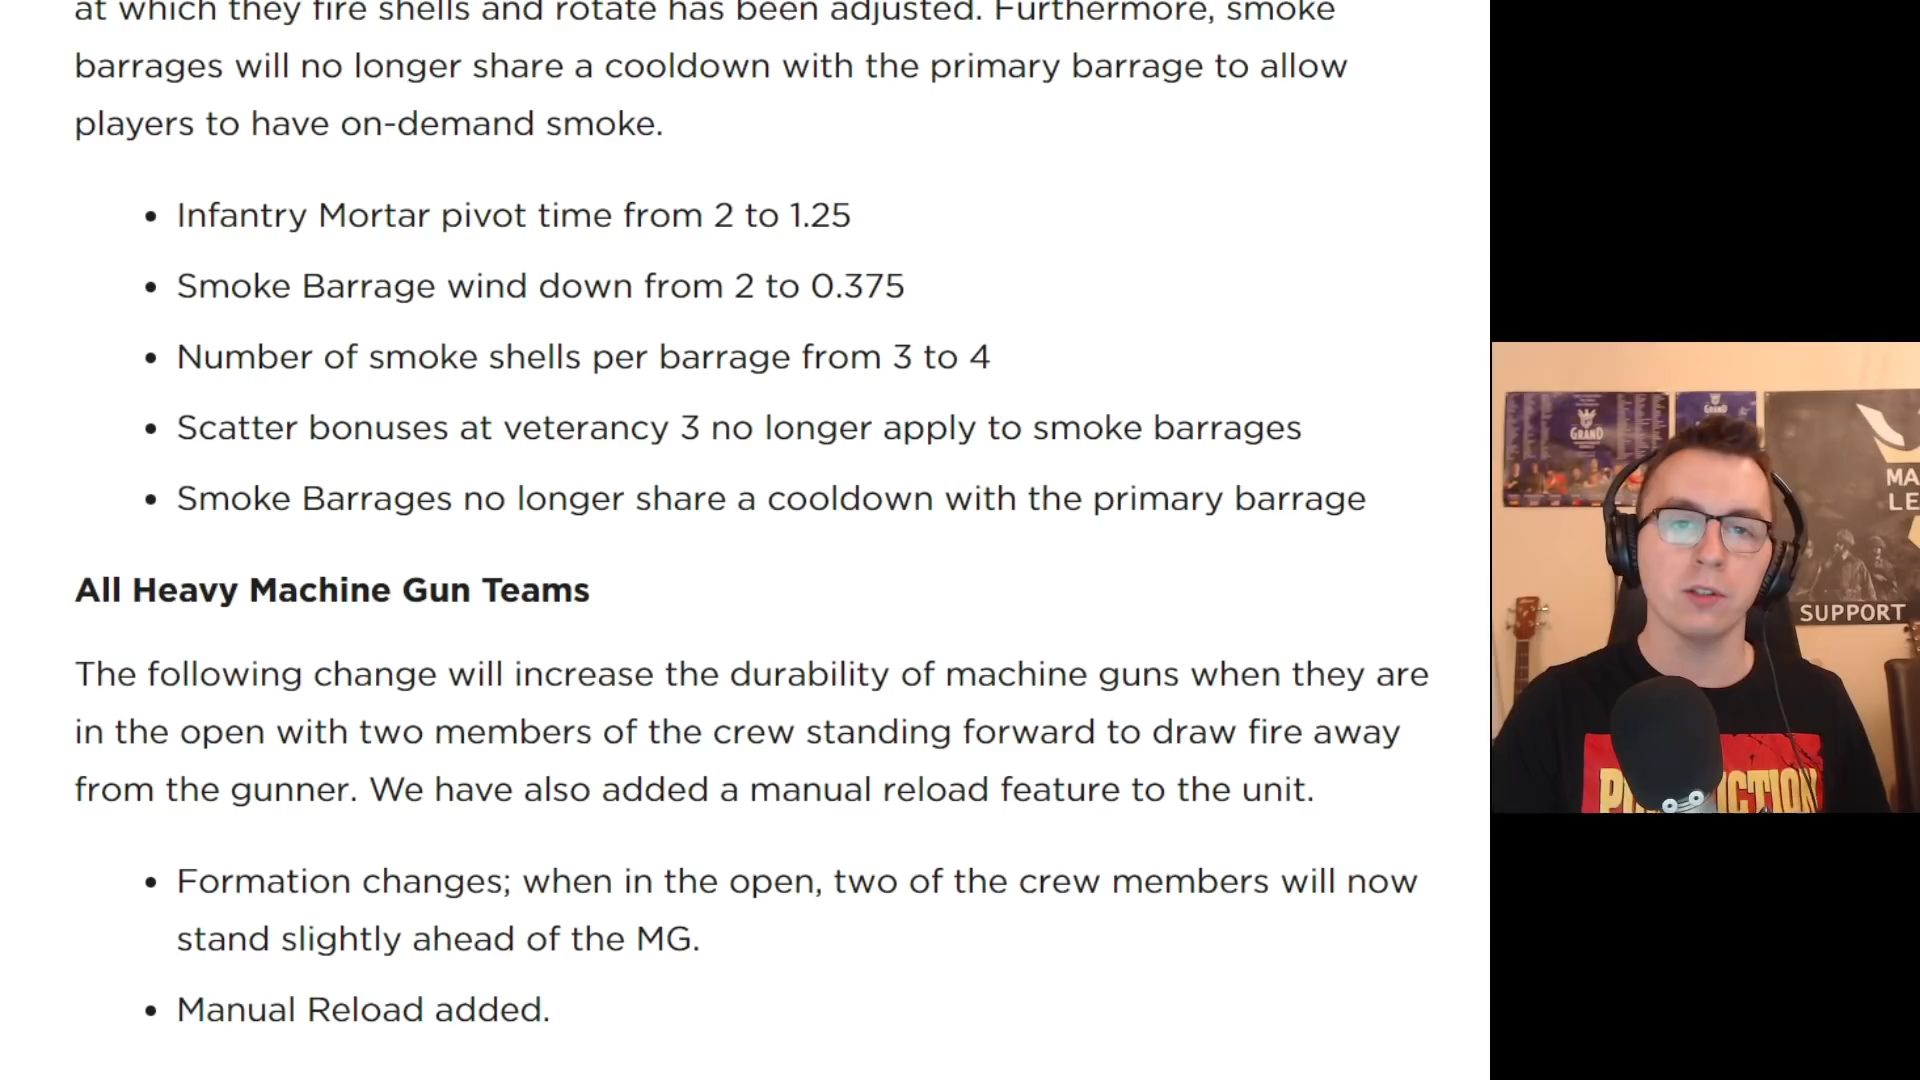 at which they fire shells and rotate has been adjusted. Furthermore, smoke
barrages will no longer share a cooldown with the primary barrage to allow
players to have on-demand smoke.
• Infantry Mortar pivot time from 2 to 1.25
• Smoke Barrage wind down from 2 to 0.375
• Number of smoke shells per barrage from 3 to 4
• Scatter bonuses at veterancy 3 no longer apply to smoke barrages
• Smoke Barrages no longer share a cooldown with the primary barrage
All Heavy Machine Gun Teams
The following change will increase the durability of machine guns when they are
in the open with two members of the crew standing forward to draw fire away
from the gunner. We have also added a manual reload feature to the unit.
• Formation changes; when in the open, two of the crew members will now
stand slightly ahead of the MG.
• Manual Reload added.
GRAND
GRAND
MA
LE
SUPPORT